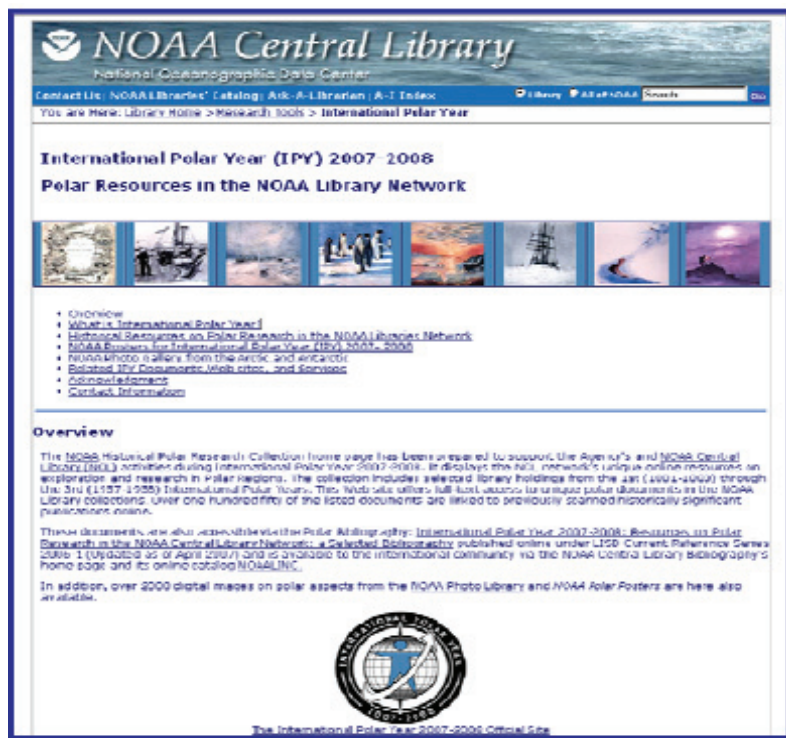 NOAA Central Library
National Oceanographic Data Center
Contact Us | NOAA Libraries' Catalog | Ask-A-Librarian | A-Z Index Library All of NOAA Search Go
You are Here: Library Home > Research Tools > International Polar Year
International Polar Year (IPY) 2007-2008
Polar Resources in the NOAA Library Network
Overview
What is International Polar Year
Historical Resources on Polar Research in the NOAA Libraries Network
NOAA Posters for International Polar Year (IPY) 2007-2008
NOAA Photo Gallery from the Arctic and Antarctic
Related IPY Documents, Web sites, and Services
Acknowledgment
Contact Information
Overview
The NOAA Historical Polar Research Collection home page has been prepared to support the Agency's and NOAA Central
Library (NCL) activities during International Polar Year 2007-2008. It displays the NCL network's unique online resources on
exploration and research in Polar Regions. The collection includes selected library holdings from the 1st through
the 3rd International Polar Years. This Web site offers full-text access to unique polar documents in the NOAA
Library collections. Over one hundred fifty of the listed documents are linked to previously scanned historically significant
publications online.
These documents are also accessible via the Polar Bibliography: International Polar Year 2007-2008: Resources on Polar
Research in the NOAA Central Library Network: a Selected Bibliography published online under LISD Current Reference Series
2006-1 (Updated as of April 2007) and is available to the international community via the NOAA Central Library Bibliography's
home page and its online catalog NOAALINC.
In addition, over 2000 digital images on polar aspects from the NOAA Photo Library and NOAA Polar Posters are here also
available.
INTERNATIONAL POLAR YEAR
2007-2008
The International Polar Year 2007-2008 Official Site